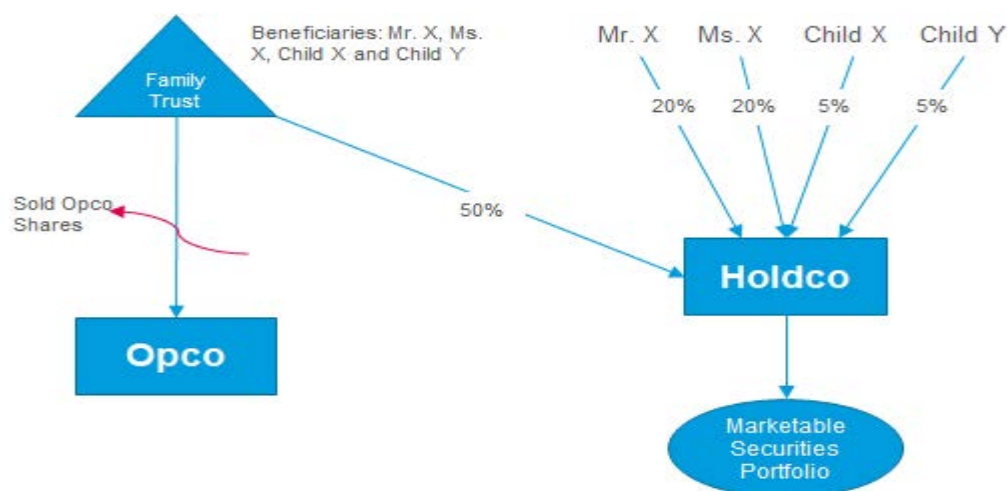 Beneficiaries: Mr. X, Ms.
X, Child X and Child Y
Family
Trust
Mr. X
Ms. X
Child X
Child Y
20%
20%
5%
5%
Sold Opco
Shares
50%
Holdco
Opco
Marketable
Securities
Portfolio